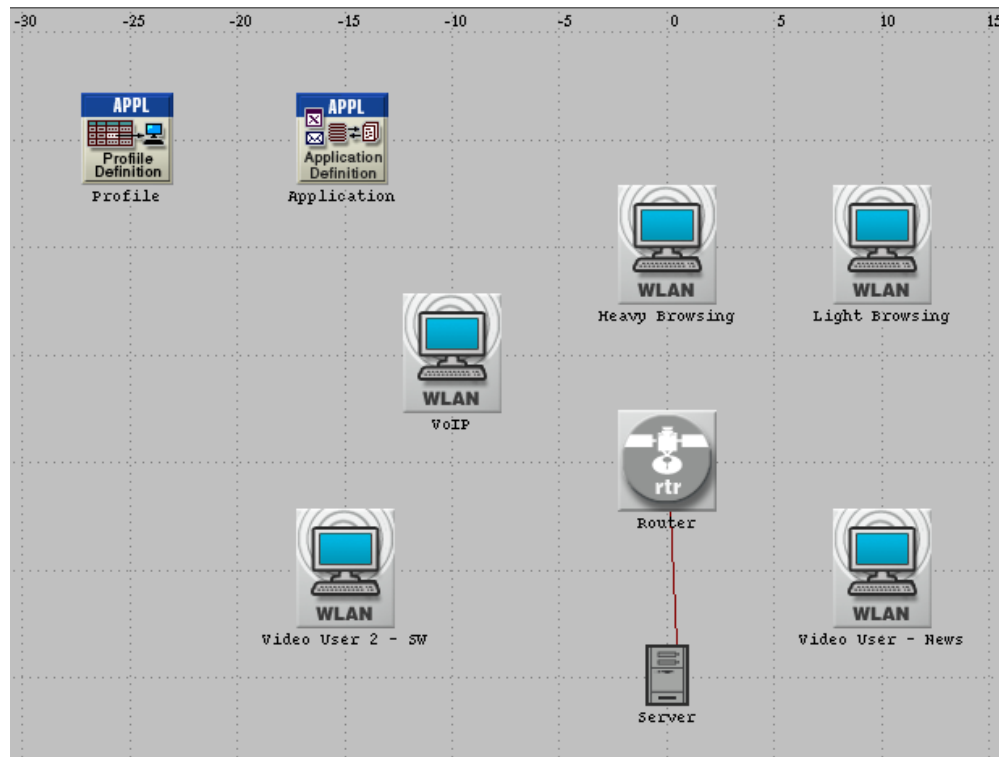 -30 -25 -20 -15 -10 -5 0 5 10 15
APPL
Profiile
Definition
Profile
APPL
Application
Definition
Application
WLAN
Heavy Browsing
WLAN
Light Browsing
WLAN
VoIP
rtr
Router
WLAN
Video User 2 - SW
WLAN
Video User - News
Server